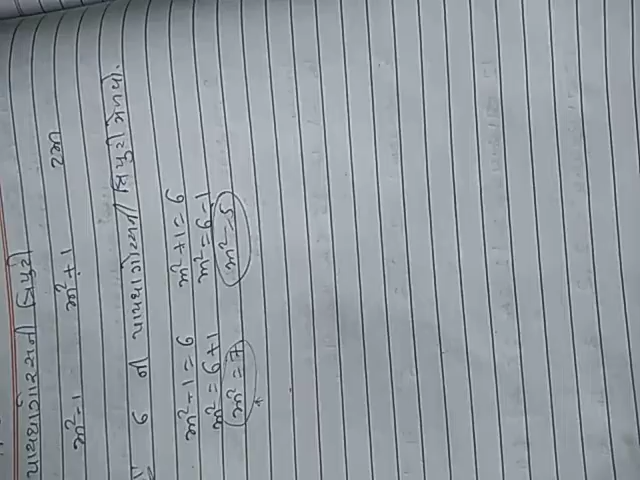 પાયથાગોરસની ત્રિપુટી
m² - 1 m² + 1 2m
6 ની પાયથાગોરસની ત્રિપુટી મેળવો.
m² - 1 = 6 m² + 1 = 6
m² = 6 + 1 m² = 6 - 1
m² = 7 m² = 5